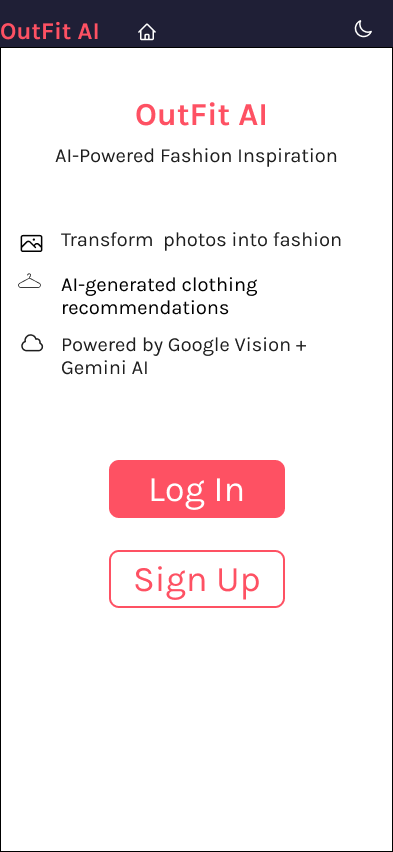 OutFit AI
OutFit AI
AI-Powered Fashion Inspiration
Transform  photos into fashion
AI-generated clothing
recommendations
Powered by Google Vision +
Gemini AI
Log In
Sign Up